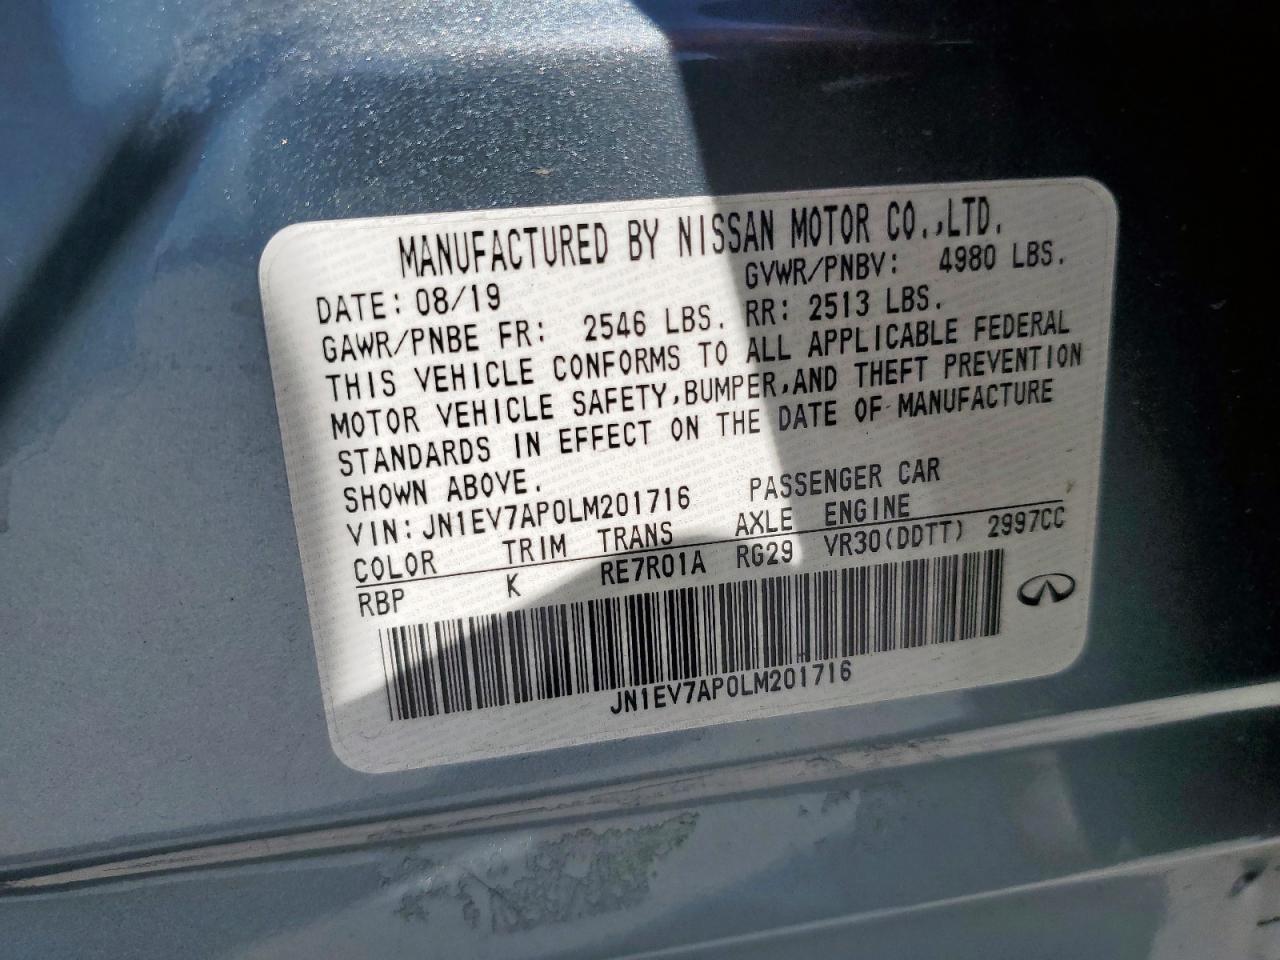 MANUFACTURED BY NISSAN MOTOR CO.,LTD.
DATE: 08/19 GVWR/PNBV: 4980 LBS.
GAWR/PNBE FR: 2546 LBS. RR: 2513 LBS.
THIS VEHICLE CONFORMS TO ALL APPLICABLE FEDERAL
MOTOR VEHICLE SAFETY,BUMPER,AND THEFT PREVENTION
STANDARDS IN EFFECT ON THE DATE OF MANUFACTURE
SHOWN ABOVE.
VIN: JN1EV7AP0LM201716 PASSENGER CAR
COLOR TRIM TRANS AXLE ENGINE
RBP K RE7R01A RG29 VR30(DDTT) 2997CC
JN1EV7AP0LM201716